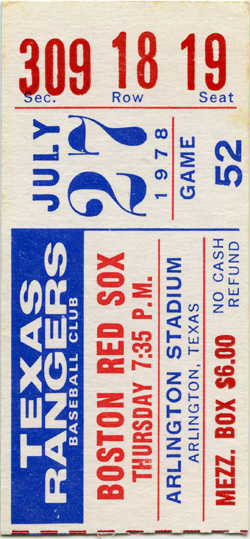 309 18 19
Sec. Row Seat
JULY
27
1978
GAME
52
TEXAS
RANGERS
BASEBALL CLUB
BOSTON RED SOX
THURSDAY 7:35 P.M.
ARLINGTON STADIUM
ARLINGTON, TEXAS
NO CASH
REFUND
MEZZ. BOX $6.00